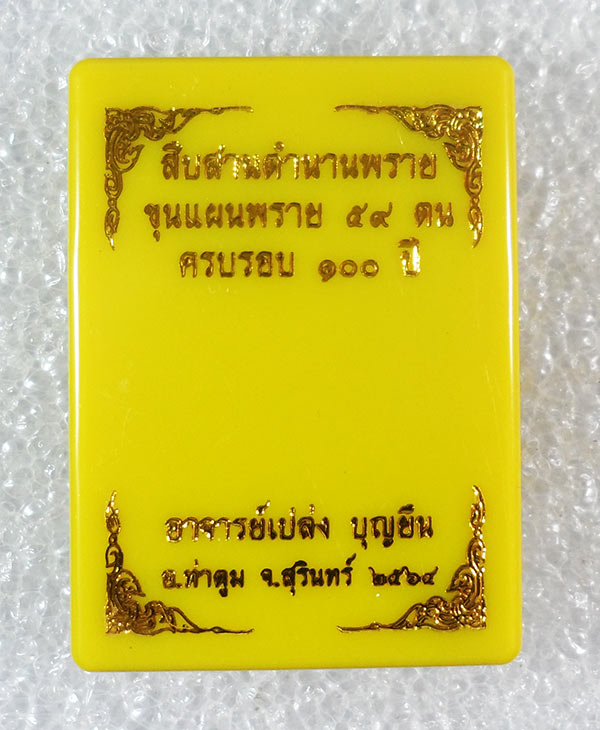 สืบสานตำนานพราย
ขุนแผนพราย ๕๙ ตน
ครบรอบ ๑๐๐ ปี
อาจารย์เปล่ง บุญยืน
อ.ท่าตูม จ.สุรินทร์ ๒๕๖๔